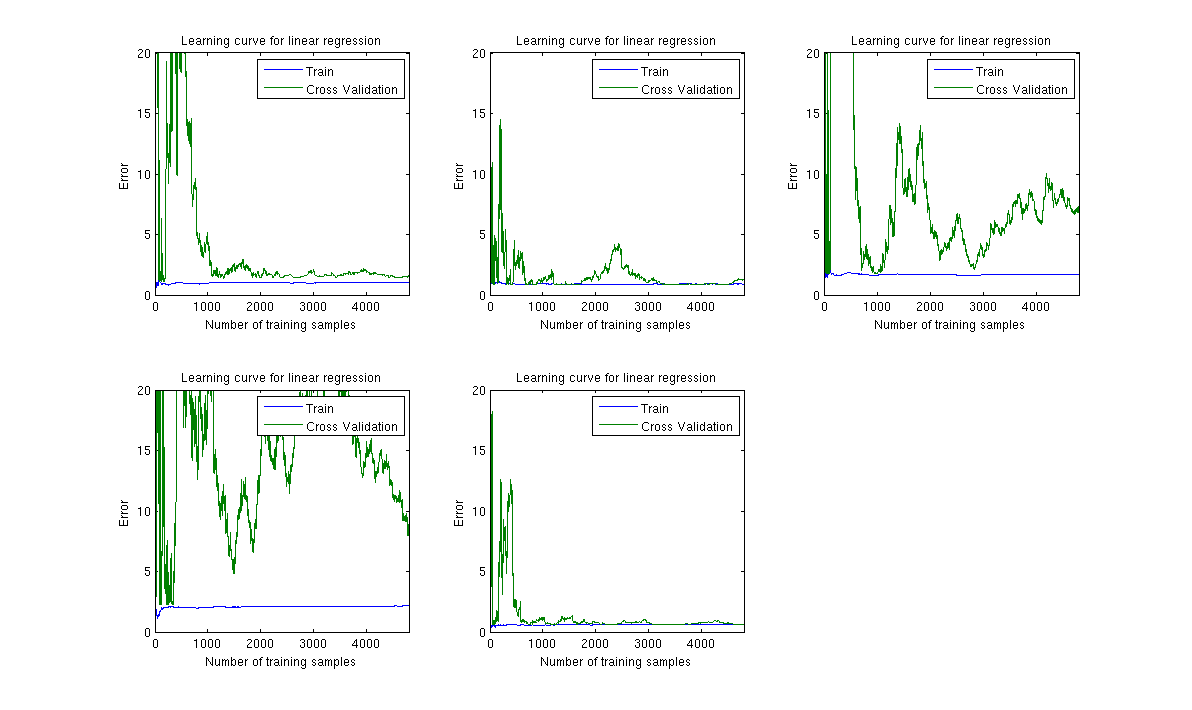 Learning curve for linear regression
20
15
10
5
0
Error
Train
Cross Validation
0 1000 2000 3000 4000
Number of training samples
Learning curve for linear regression
20
15
10
5
0
Error
Train
Cross Validation
0 1000 2000 3000 4000
Number of training samples
Learning curve for linear regression
20
15
10
5
0
Error
Train
Cross Validation
0 1000 2000 3000 4000
Number of training samples
Learning curve for linear regression
20
15
10
5
0
Error
Train
Cross Validation
0 1000 2000 3000 4000
Number of training samples
Learning curve for linear regression
20
15
10
5
0
Error
Train
Cross Validation
0 1000 2000 3000 4000
Number of training samples